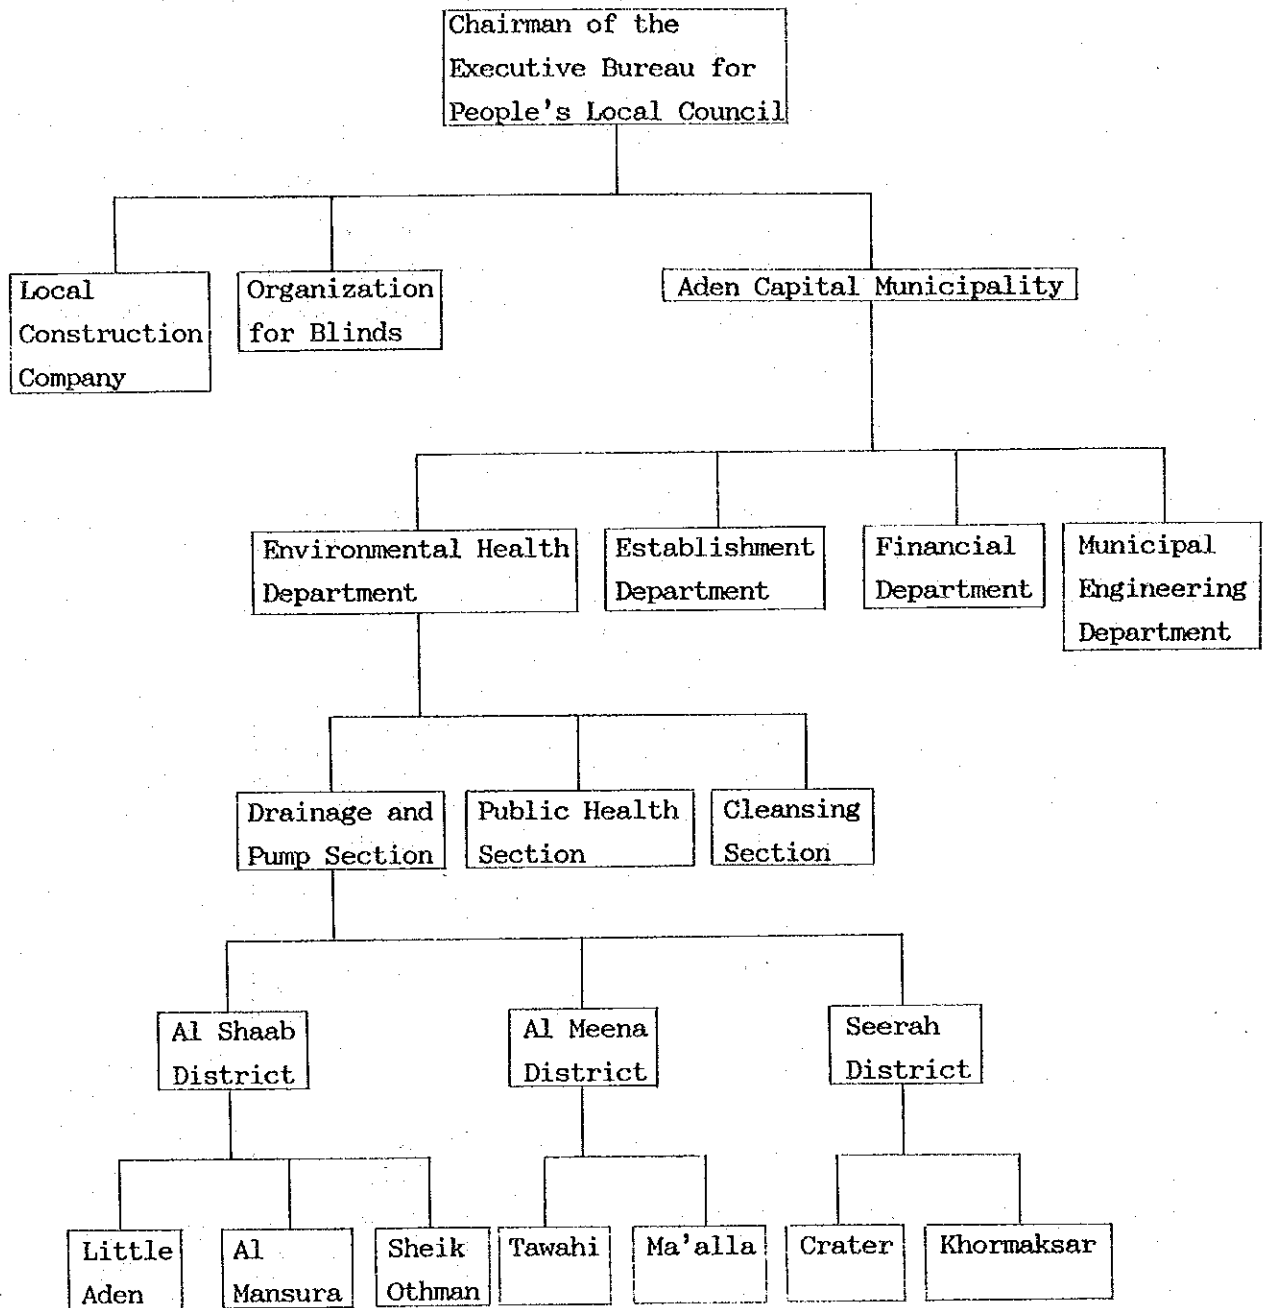 Chairman of the
Executive Bureau for
People's Local Council
Local
Construction
Company
Organization
for Blinds
Aden Capital Municipality
Environmental Health
Department
Establishment
Department
Financial
Department
Municipal
Engineering
Department
Drainage and
Pump Section
Public Health
Section
Cleansing
Section
Al Shaab
District
Al Meena
District
Seerah
District
Little
Aden
Al
Mansura
Sheik
Othman
Tawahi
Ma'alla
Crater
Khormaksar